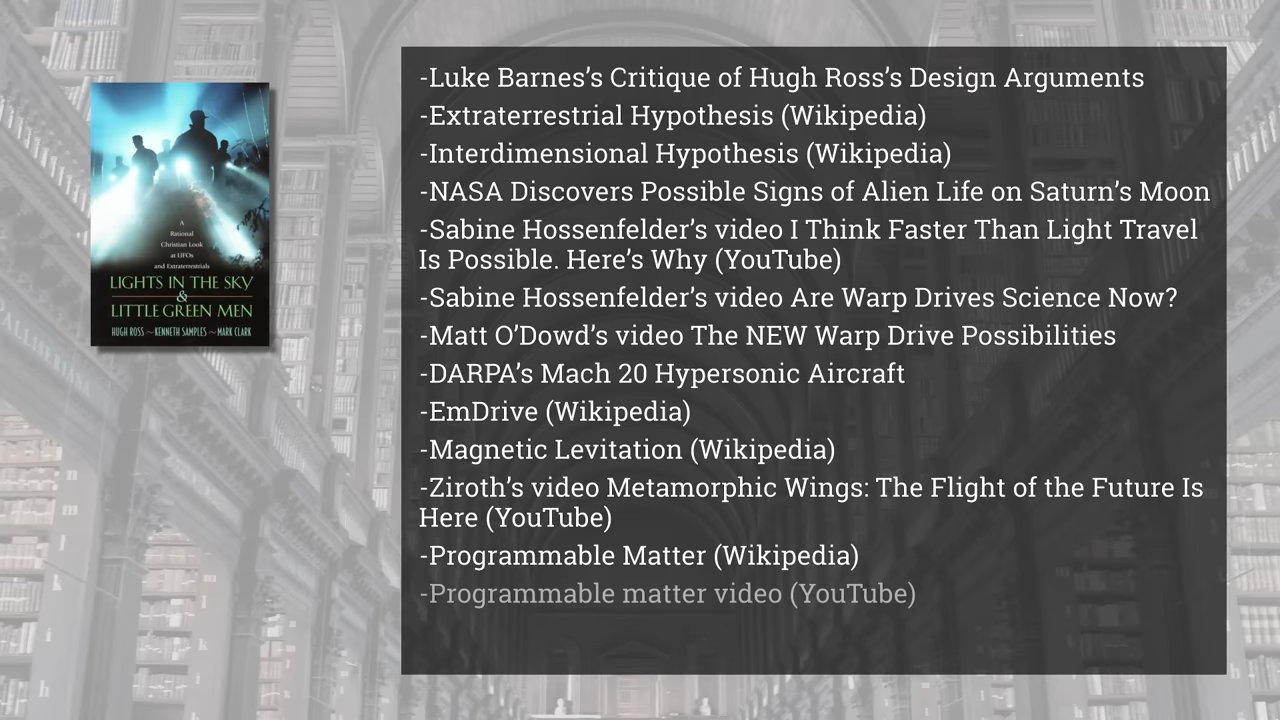 A
Rational
Christian Look
at UFOs
and Extraterrestrials
LIGHTS IN THE SKY
&
LITTLE GREEN MEN
HUGH ROSS ~ KENNETH SAMPLES ~ MARK CLARK
-Luke Barnes’s Critique of Hugh Ross’s Design Arguments
-Extraterrestrial Hypothesis (Wikipedia)
-Interdimensional Hypothesis (Wikipedia)
-NASA Discovers Possible Signs of Alien Life on Saturn’s Moon
-Sabine Hossenfelder’s video I Think Faster Than Light Travel
Is Possible. Here’s Why (YouTube)
-Sabine Hossenfelder’s video Are Warp Drives Science Now?
-Matt O’Dowd’s video The NEW Warp Drive Possibilities
-DARPA’s Mach 20 Hypersonic Aircraft
-EmDrive (Wikipedia)
-Magnetic Levitation (Wikipedia)
-Ziroth’s video Metamorphic Wings: The Flight of the Future Is
Here (YouTube)
-Programmable Matter (Wikipedia)
-Programmable matter video (YouTube)